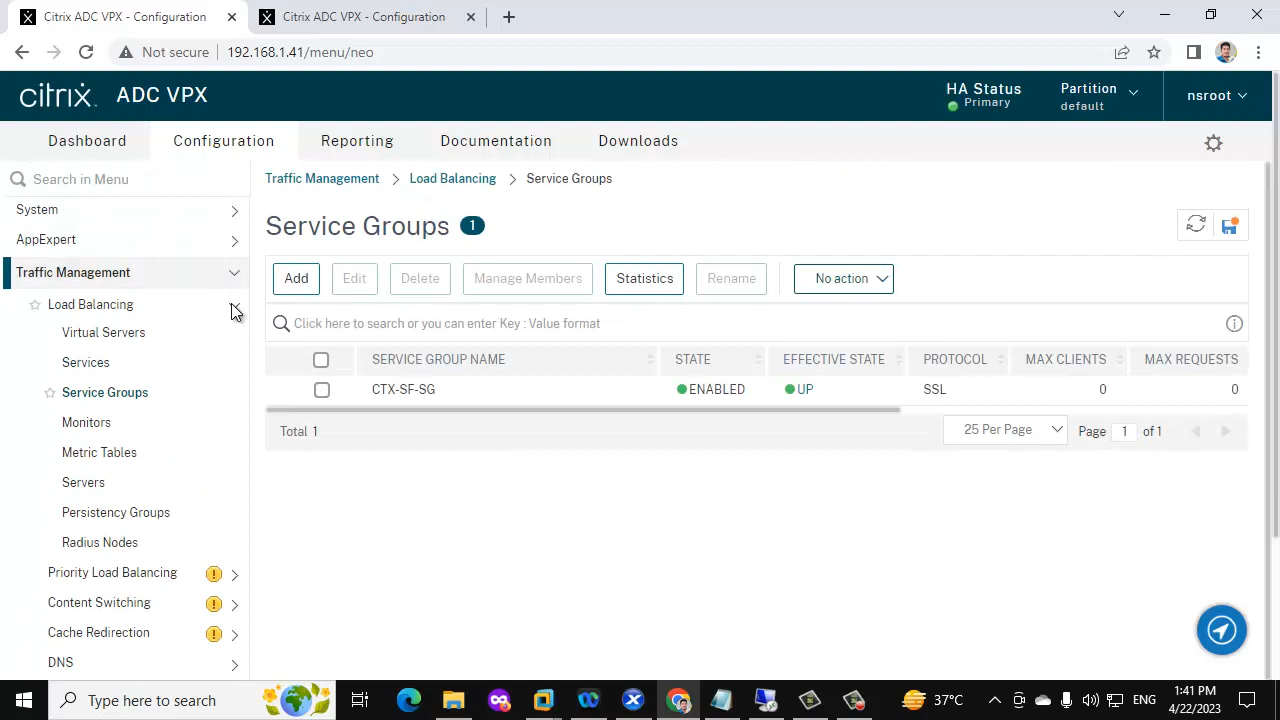 Citrix ADC VPX - Configuration
Citrix ADC VPX - Configuration
Not secure
192.168.1.41/menu/neo
citrix
ADC VPX
HA Status
Primary
Partition
default
nsroot
Dashboard
Configuration
Reporting
Documentation
Downloads
Search in Menu
Traffic Management
Load Balancing
Service Groups
System
AppExpert
Traffic Management
Load Balancing
Virtual Servers
Services
Service Groups
Monitors
Metric Tables
Servers
Persistency Groups
Radius Nodes
Priority Load Balancing
Content Switching
Cache Redirection
DNS
Service Groups 1
Add
Edit
Delete
Manage Members
Statistics
Rename
No action
Click here to search or you can enter Key : Value format
SERVICE GROUP NAME STATE EFFECTIVE STATE PROTOCOL MAX CLIENTS MAX REQUESTS
CTX-SF-SG ENABLED UP SSL 0 0
Total 1
25 Per Page
Page 1 of 1
Type here to search
37°C
ENG
1:41 PM
4/22/2023